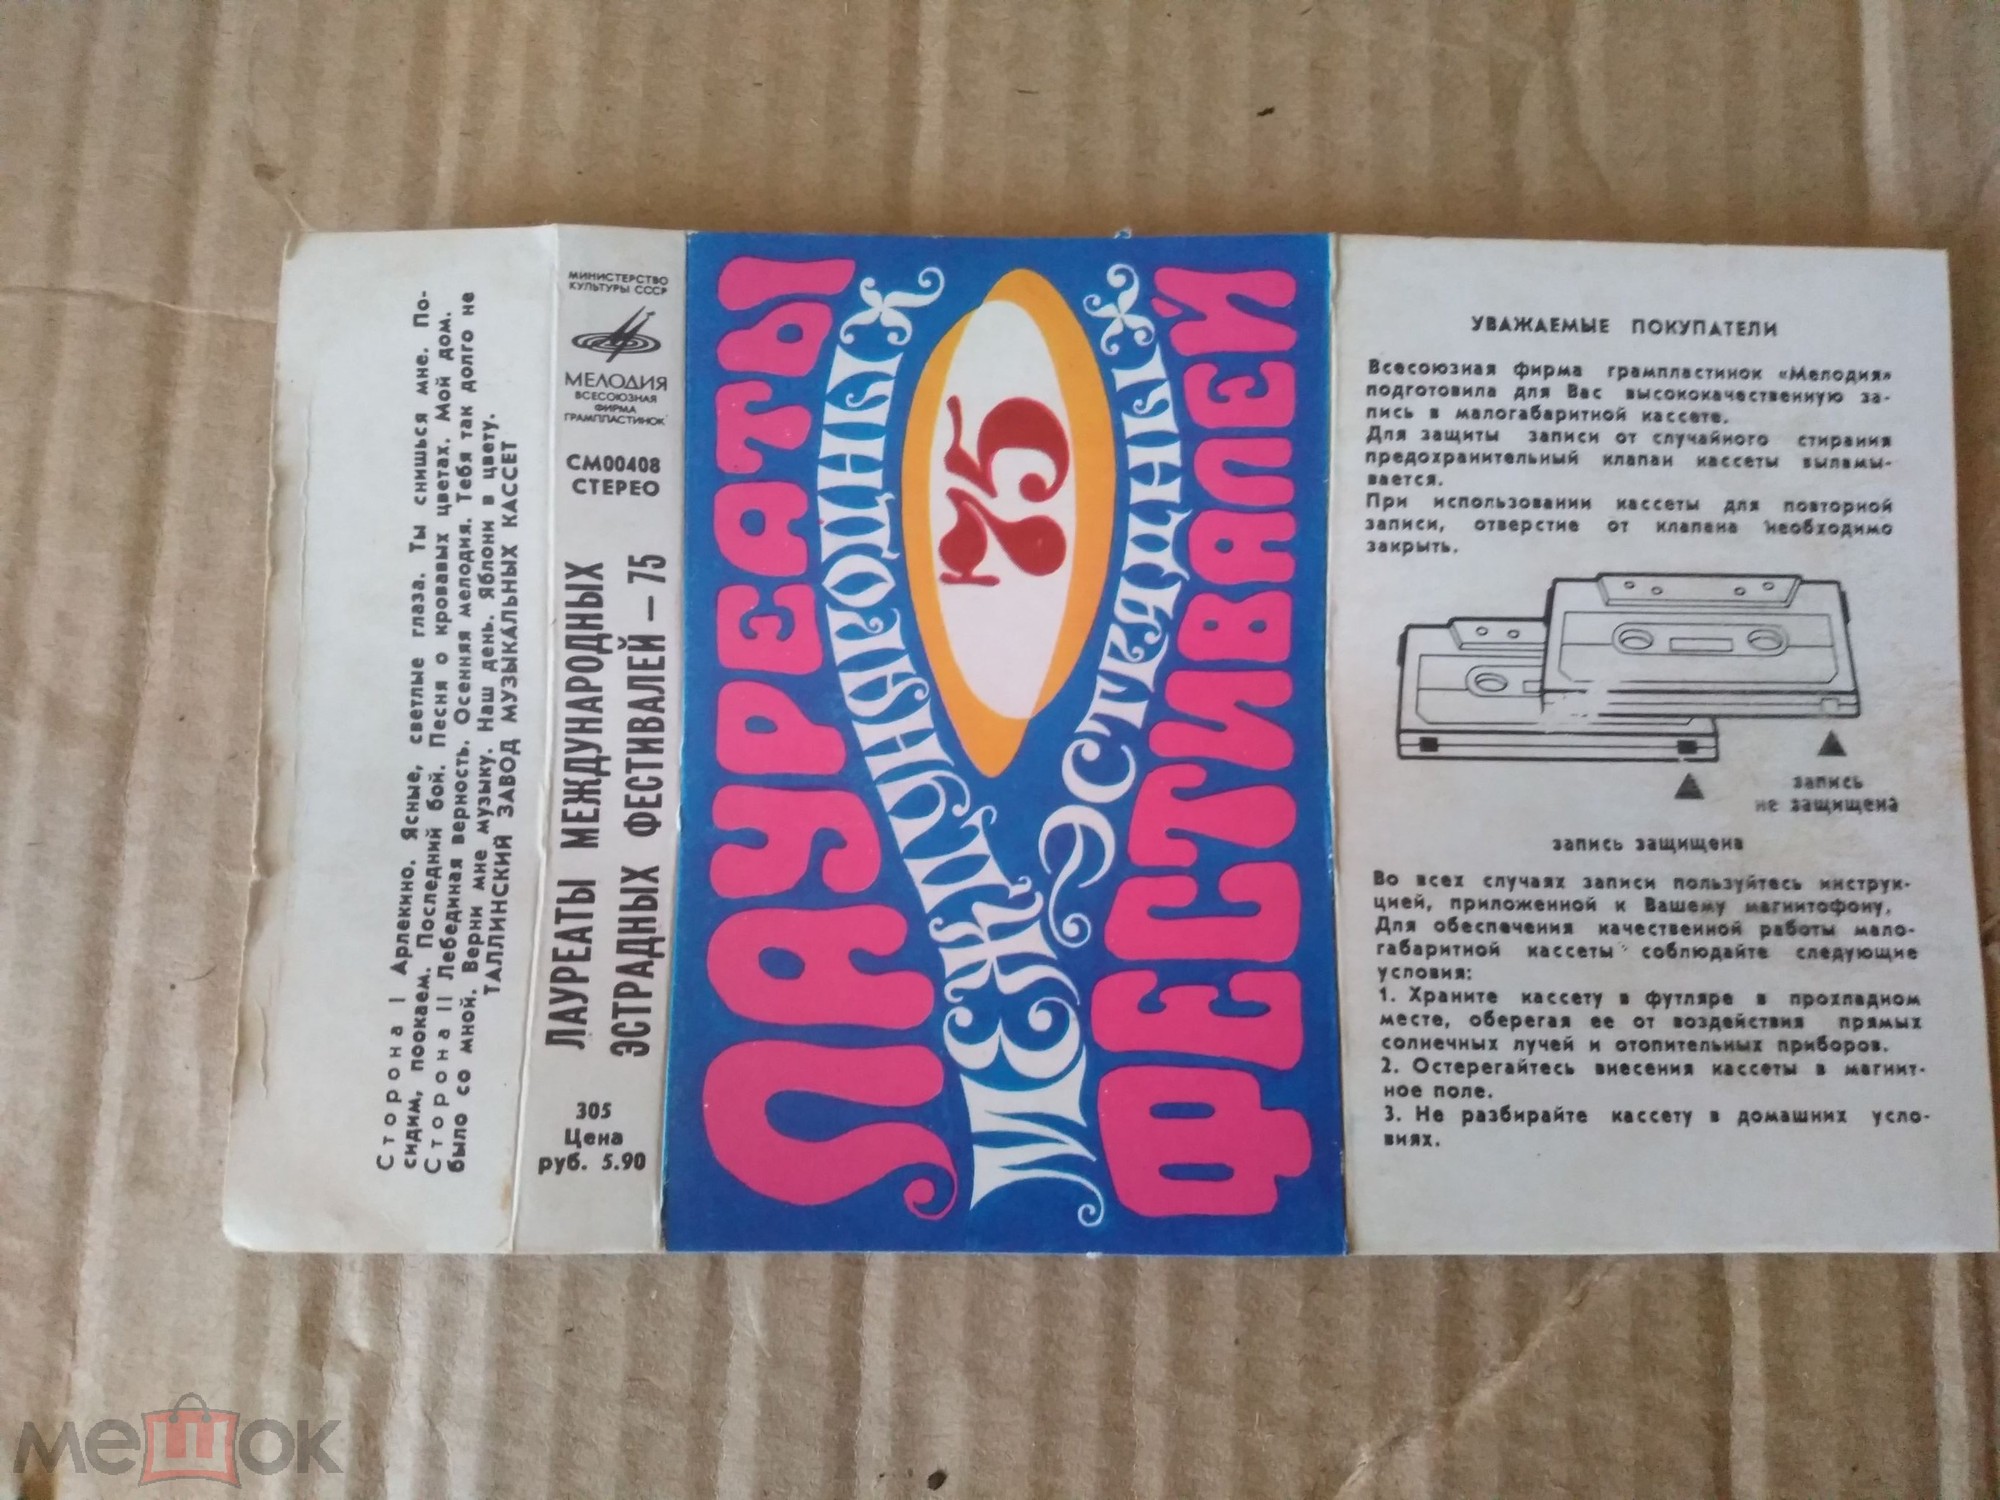 Сторона I Арлекино. Ясные, светлые глаза. Ты снишься мне. По-
сидим, поокаем. Последний бой. Песня о кровавых цветах. Мой дом.
Сторона II Лебединая верность. Осенняя мелодия. Тебя так долго не
было со мной. Верни мне музыку. Наш день. Яблони в цвету.
ТАЛЛИНСКИЙ ЗАВОД МУЗЫКАЛЬНЫХ КАССЕТ
МИНИСТЕРСТВО
КУЛЬТУРЫ СССР
МЕЛОДИЯ
ВСЕСОЮЗНАЯ
ФИРМА
ГРАМПЛАСТИНОК
СМ00408
СТЕРЕО
ЛАУРЕАТЫ МЕЖДУНАРОДНЫХ
ЭСТРАДНЫХ ФЕСТИВАЛЕЙ — 75
305
Цена
руб. 5.90
ЛАУРЕАТЫ
МЕЖДУНАРОДНЫХ
75
ЭСТРАДНЫХ
ФЕСТИВАЛЕЙ
УВАЖАЕМЫЕ ПОКУПАТЕЛИ
Всесоюзная фирма грампластинок «Мелодия»
подготовила для Вас высококачественную за-
пись в малогабаритной кассете.
Для защиты записи от случайного стирания
предохранительный клапан кассеты выламы-
вается.
При использовании кассеты для повторной
записи, отверстие от клапана необходимо
закрыть.
запись
не защищена
запись защищена
Во всех случаях записи пользуйтесь инструк-
цией, приложенной к Вашему магнитофону.
Для обеспечения качественной работы мало-
габаритной кассеты соблюдайте следующие
условия:
1. Храните кассету в футляре в прохладном
месте, оберегая ее от воздействия прямых
солнечных лучей и отопительных приборов.
2. Остерегайтесь внесения кассеты в магнит-
ное поле.
3. Не разбирайте кассету в домашних усло-
виях.
мешок